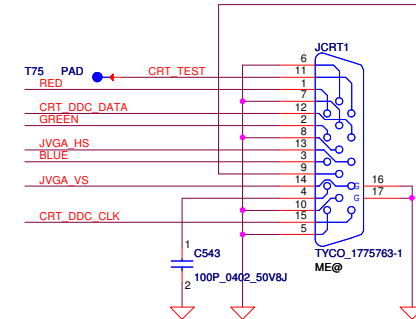 JCRT1
6
T75 PAD CRT_TEST 11
RED 1
7
CRT_DDC_DATA 12
GREEN 2
8
JVGA_HS 13
BLUE 3
9
JVGA_VS 14 G 16
4 G 17
10
CRT_DDC_CLK 15
5
1
C543 TYCO_1775763-1
ME@
100P_0402_50V8J
2